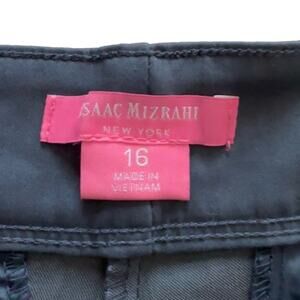 ISAAC MIZRAHI
NEW YORK
16
MADE IN
VIETNAM